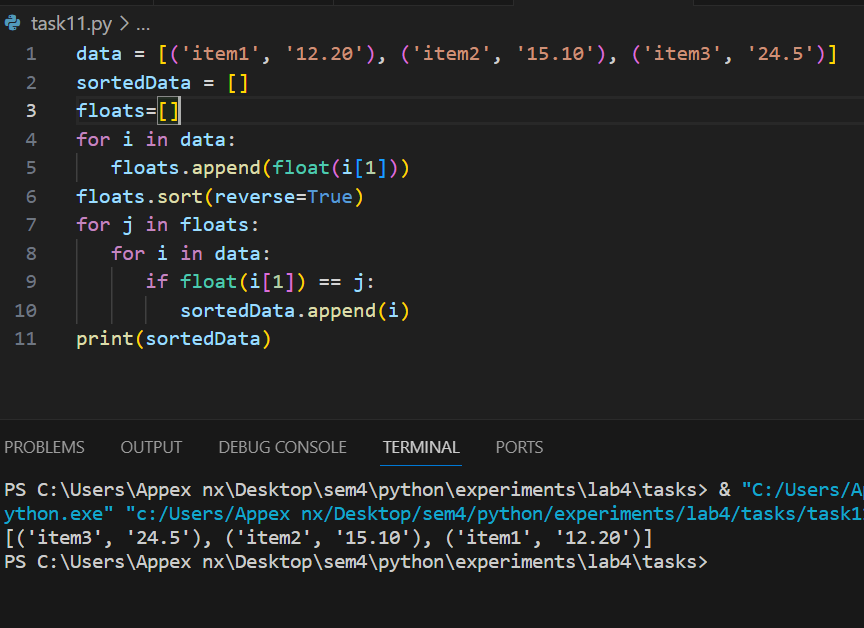 task11.py > ...
1 data = [('item1', '12.20'), ('item2', '15.10'), ('item3', '24.5')]
2 sortedData = []
3 floats=[]
4 for i in data:
5    floats.append(float(i[1]))
6 floats.sort(reverse=True)
7 for j in floats:
8    for i in data:
9       if float(i[1]) == j:
10          sortedData.append(i)
11 print(sortedData)
PROBLEMS OUTPUT DEBUG CONSOLE TERMINAL PORTS
PS C:\Users\Appex nx\Desktop\sem4\python\experiments\lab4\tasks> & "C:/Users/A
ython.exe" "c:/Users/Appex nx/Desktop/sem4/python/experiments/lab4/tasks/task1
[('item3', '24.5'), ('item2', '15.10'), ('item1', '12.20')]
PS C:\Users\Appex nx\Desktop\sem4\python\experiments\lab4\tasks>